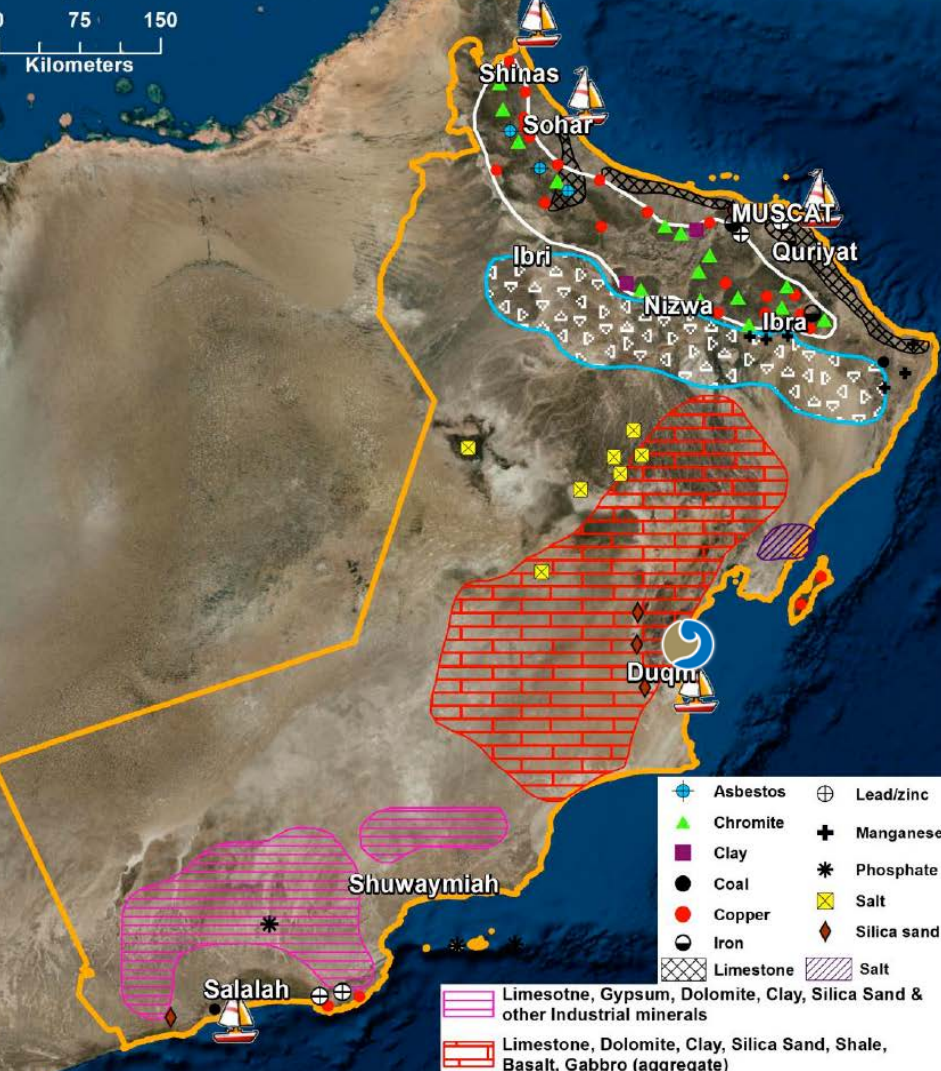 75 150
Kilometers
Shinas
Sohar
MUSCAT
Quriyat
Ibri
Nizwa
Ibra
Duqm
Shuwaymiah
Salalah
Asbestos
Chromite
Clay
Coal
Copper
Iron
Limestone
Lead/zinc
Manganese
Phosphate
Salt
Silica sand
Salt
Limesotne, Gypsum, Dolomite, Clay, Silica Sand &
other Industrial minerals
Limestone, Dolomite, Clay, Silica Sand, Shale,
Basalt, Gabbro (aggregate)